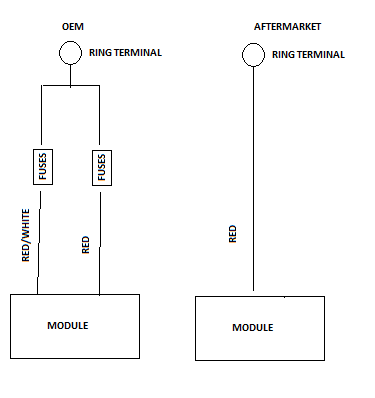 OEM
RING TERMINAL
FUSES
FUSES
RED/WHITE
RED
MODULE
AFTERMARKET
RING TERMINAL
RED
MODULE